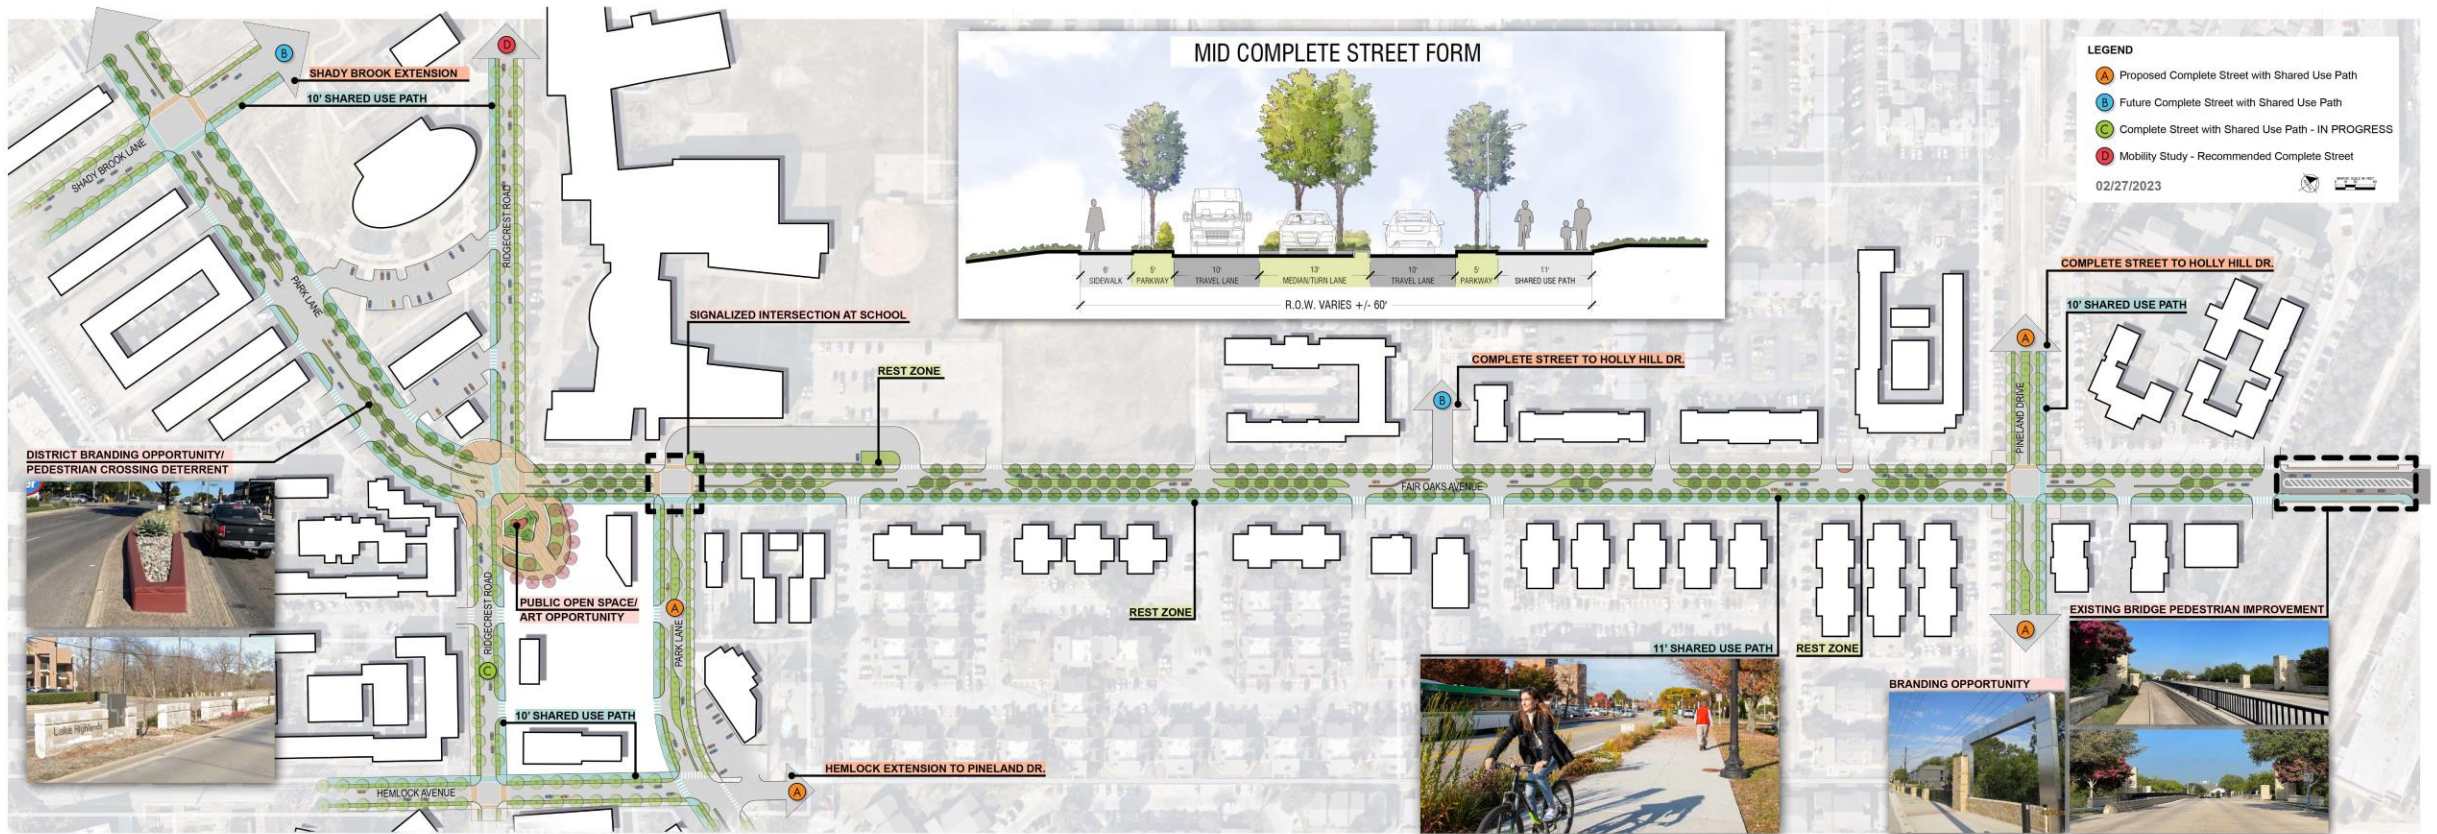 MID COMPLETE STREET FORM
6'
SIDEWALK
5'
PARKWAY
10'
TRAVEL LANE
13'
MEDIAN/TURN LANE
10'
TRAVEL LANE
5'
PARKWAY
11'
SHARED USE PATH
R.O.W. VARIES +/- 60'
LEGEND
A Proposed Complete Street with Shared Use Path
B Future Complete Street with Shared Use Path
C Complete Street with Shared Use Path - IN PROGRESS
D Mobility Study - Recommended Complete Street
02/27/2023
B
D
SHADY BROOK EXTENSION
10' SHARED USE PATH
SHADY BROOK LANE
RIDGECREST ROAD
PARK LANE
SIGNALIZED INTERSECTION AT SCHOOL
REST ZONE
COMPLETE STREET TO HOLLY HILL DR.
B
COMPLETE STREET TO HOLLY HILL DR.
A
10' SHARED USE PATH
PINELAND DRIVE
DISTRICT BRANDING OPPORTUNITY/
PEDESTRIAN CROSSING DETERRENT
FAIR OAKS AVENUE
PUBLIC OPEN SPACE/
ART OPPORTUNITY
RIDGECREST ROAD
C
A
PARK LANE
REST ZONE
11' SHARED USE PATH
REST ZONE
A
EXISTING BRIDGE PEDESTRIAN IMPROVEMENT
BRANDING OPPORTUNITY
Lake Highlands
10' SHARED USE PATH
HEMLOCK EXTENSION TO PINELAND DR.
A
HEMLOCK AVENUE